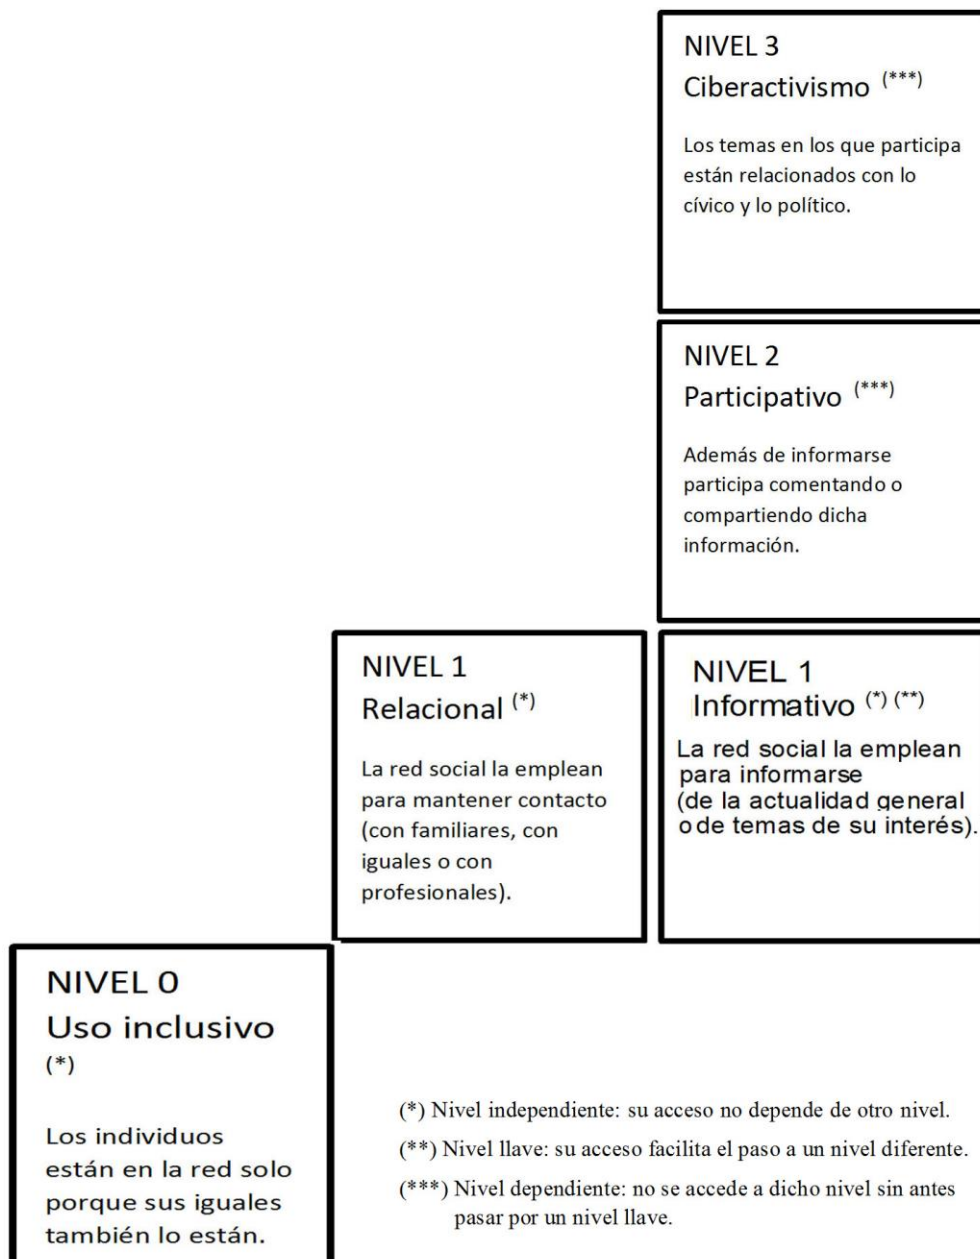 NIVEL 3
Ciberactivismo (***)
Los temas en los que participa
están relacionados con lo
cívico y lo político.
NIVEL 2
Participativo (***)
Además de informarse
participa comentando o
compartiendo dicha
información.
NIVEL 1
Relacional (*)
La red social la emplean
para mantener contacto
(con familiares, con
iguales o con
profesionales).
NIVEL 1
Informativo (*) (**)
La red social la emplean
para informarse
(de la actualidad general
o de temas de su interés).
NIVEL 0
Uso inclusivo
(*)
Los individuos
están en la red solo
porque sus iguales
también lo están.
(*) Nivel independiente: su acceso no depende de otro nivel.
(**) Nivel llave: su acceso facilita el paso a un nivel diferente.
(***) Nivel dependiente: no se accede a dicho nivel sin antes
pasar por un nivel llave.